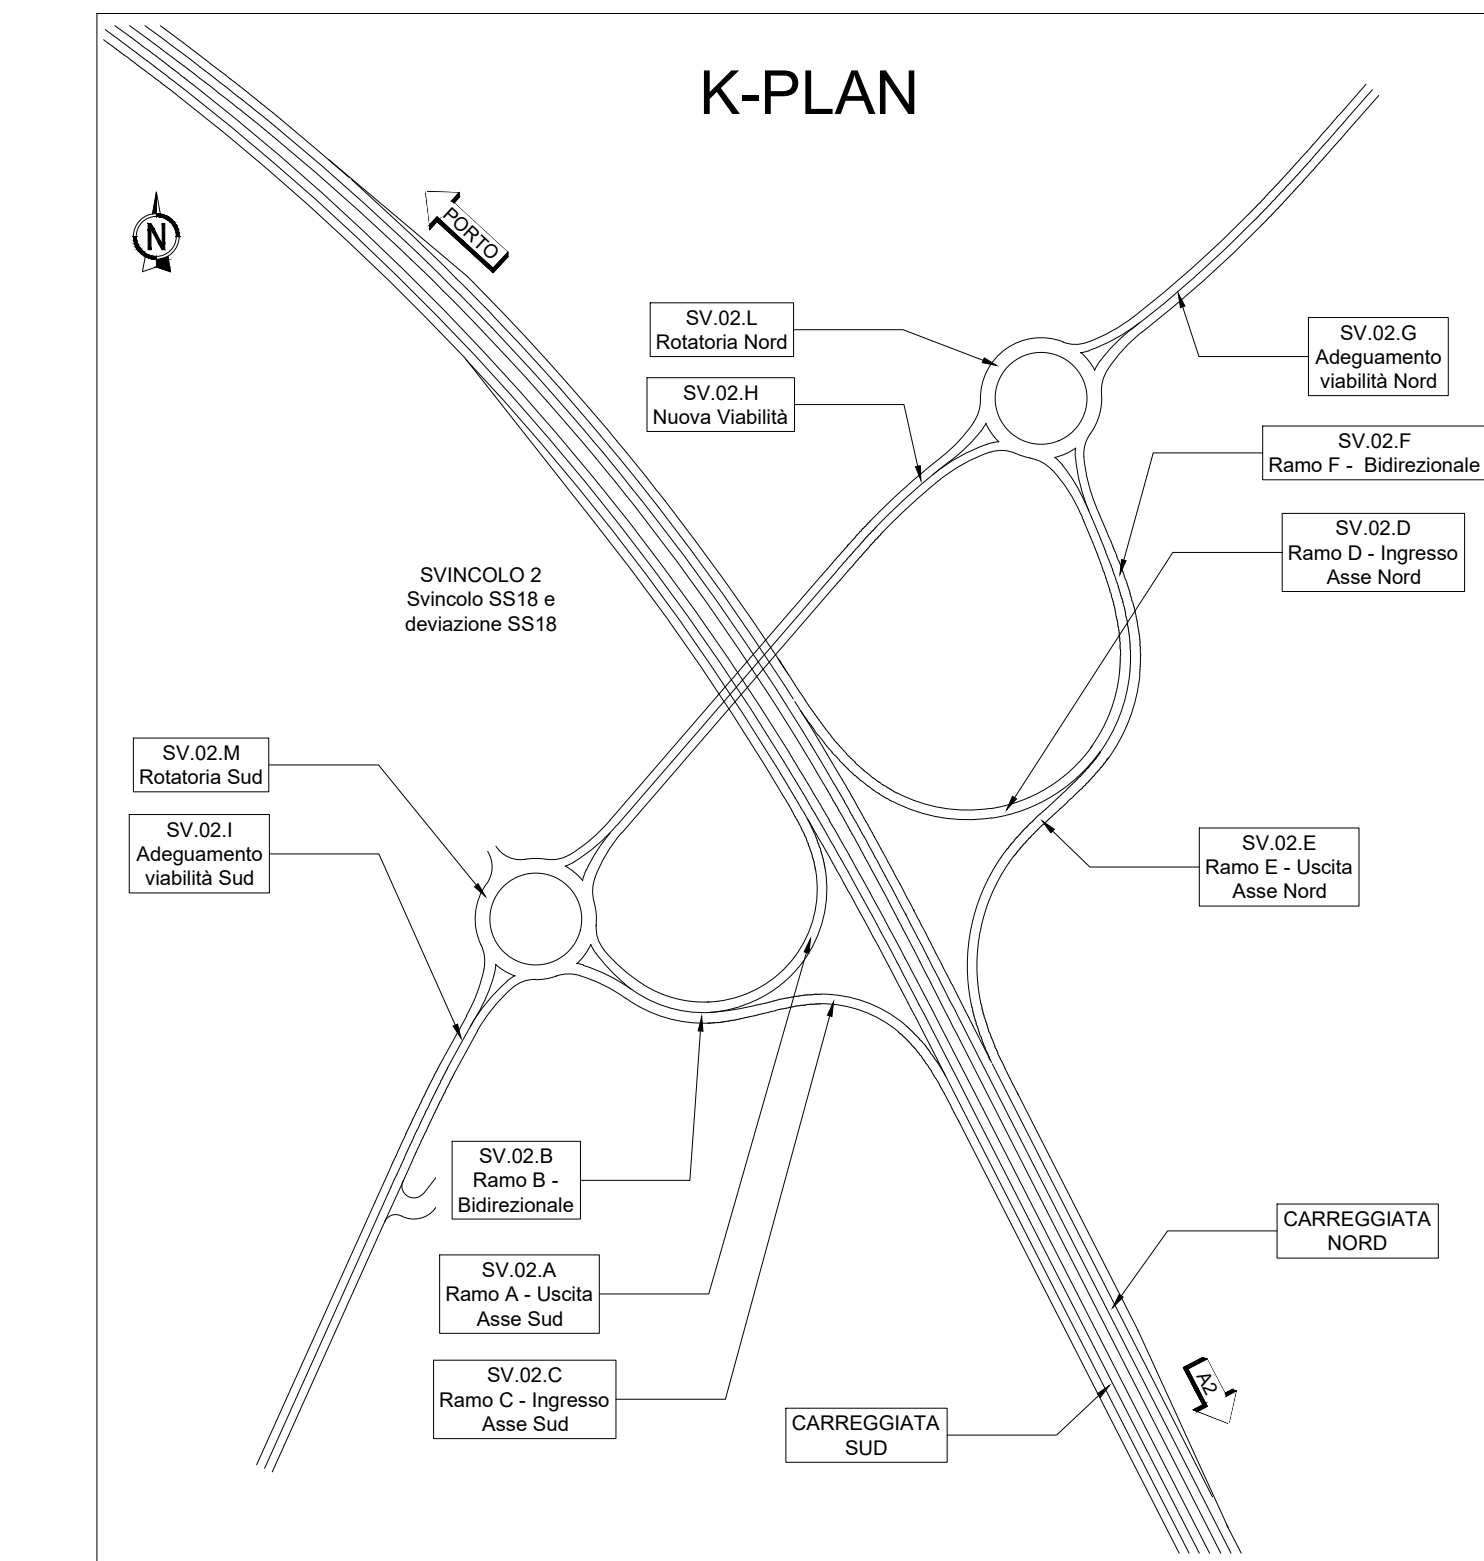 K-PLAN
N
PORTO
SV.02.L
Rotatoria Nord
SV.02.G
Adeguamento
viabilità Nord
SV.02.H
Nuova Viabilità
SV.02.F
Ramo F -  Bidirezionale
SV.02.D
Ramo D - Ingresso
Asse Nord
SVINCOLO 2
Svincolo SS18 e
deviazione SS18
SV.02.M
Rotatoria Sud
SV.02.I
Adeguamento
viabilità Sud
SV.02.E
Ramo E - Uscita
Asse Nord
SV.02.B
Ramo B -
Bidirezionale
CARREGGIATA
NORD
SV.02.A
Ramo A - Uscita
Asse Sud
SV.02.C
Ramo C - Ingresso
Asse Sud
A2
CARREGGIATA
SUD